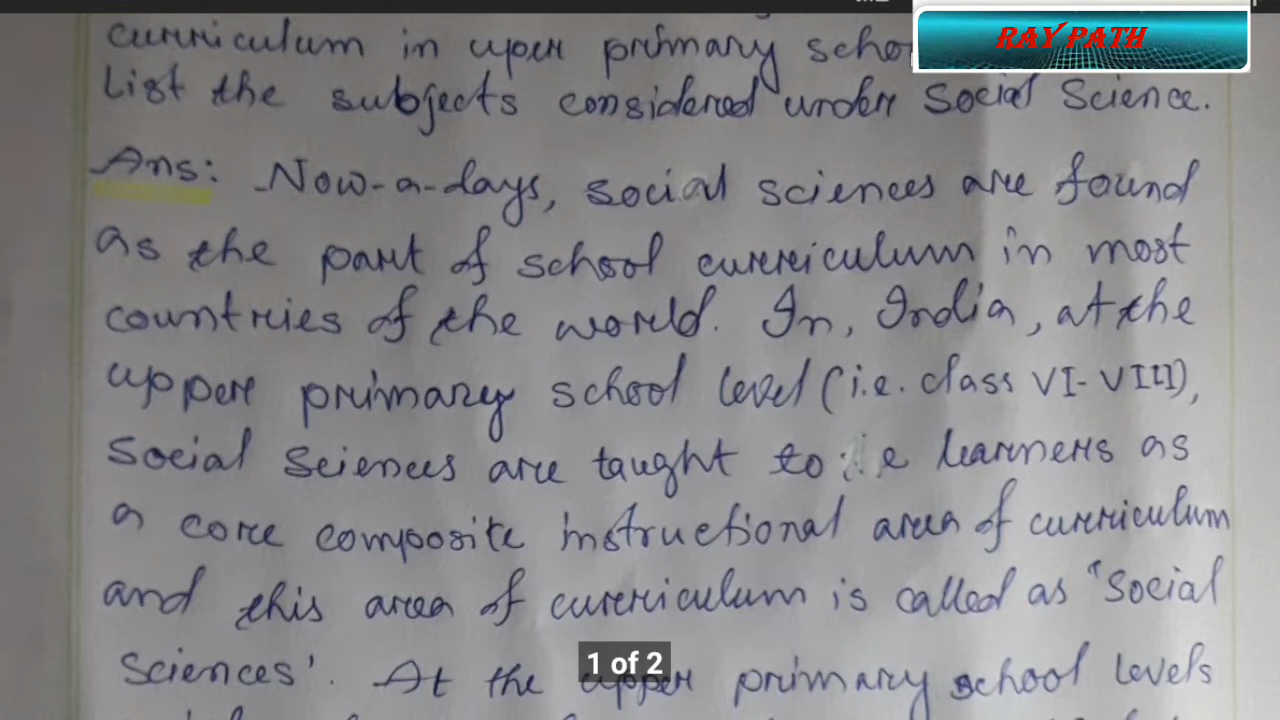 curriculum in uper primary
RAY PATH
List the subjects considered under Social Science.
Ans: Now-a-days, social sciences are found
as the part of school curriculum in most
countries of the world. In, India, at the
upper primary school level (i.e. class VI-VIII),
social sciences are taught to learners as
a core composite instructional area of curriculum
and this area of curriculum is called as "Social
Sciences'. At the upper primary school levels
1 of 2